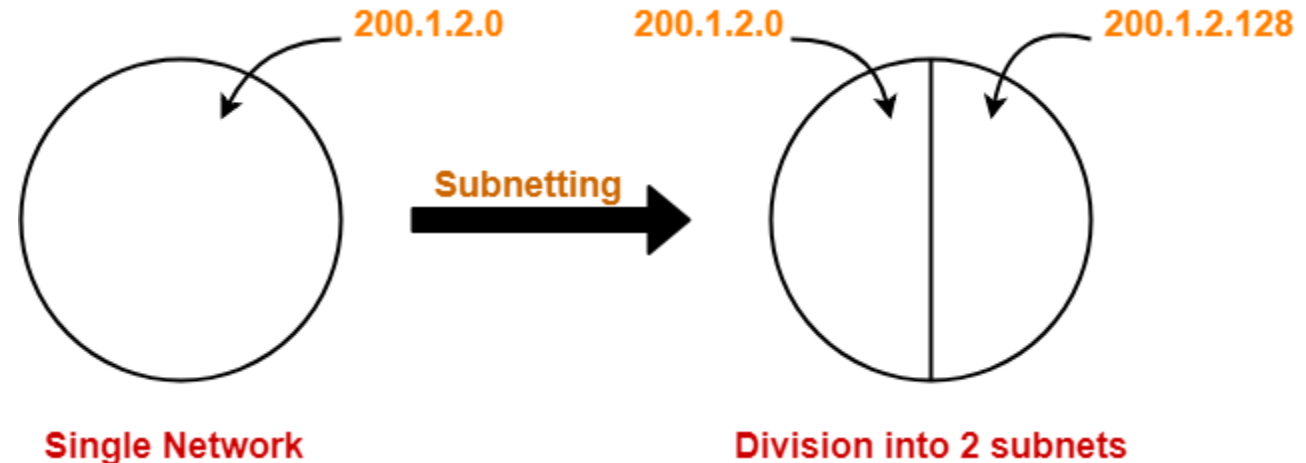 200.1.2.0
200.1.2.0
200.1.2.128
Subnetting
Single Network
Division into 2 subnets